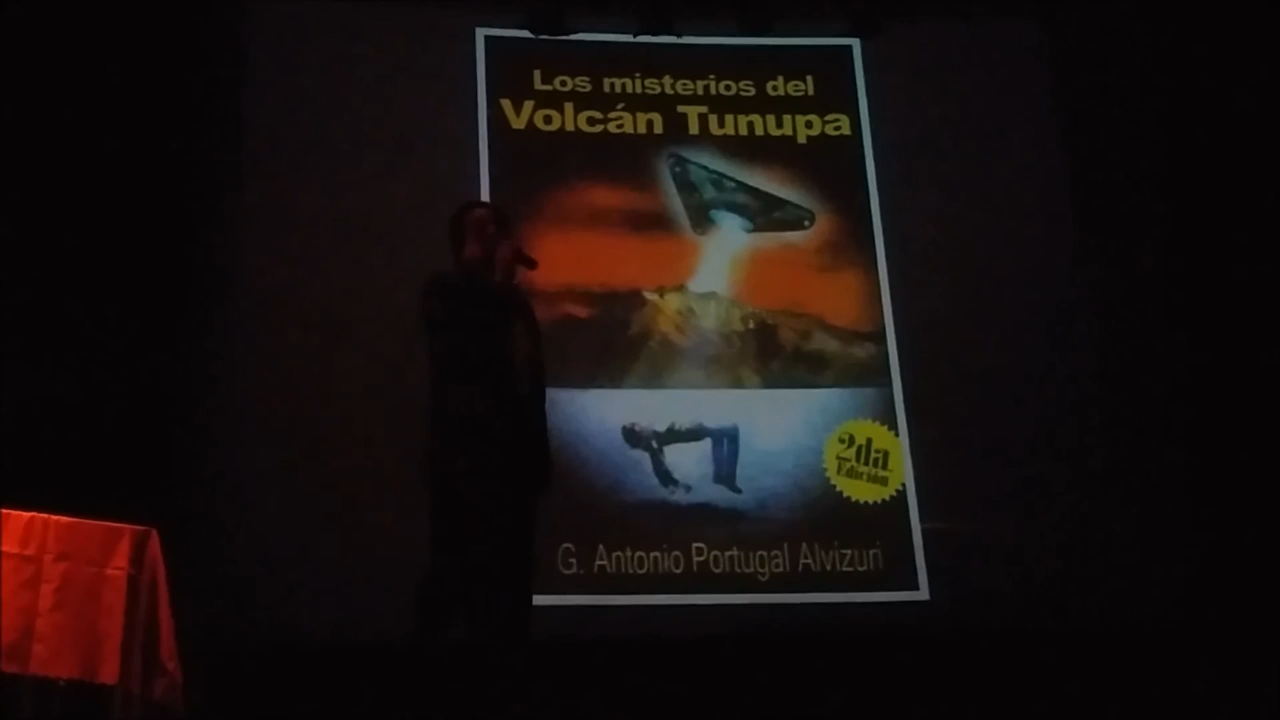 Los misterios del
Volcán Tunupa
2da
Edición
G. Antonio Portugal Alvizuri